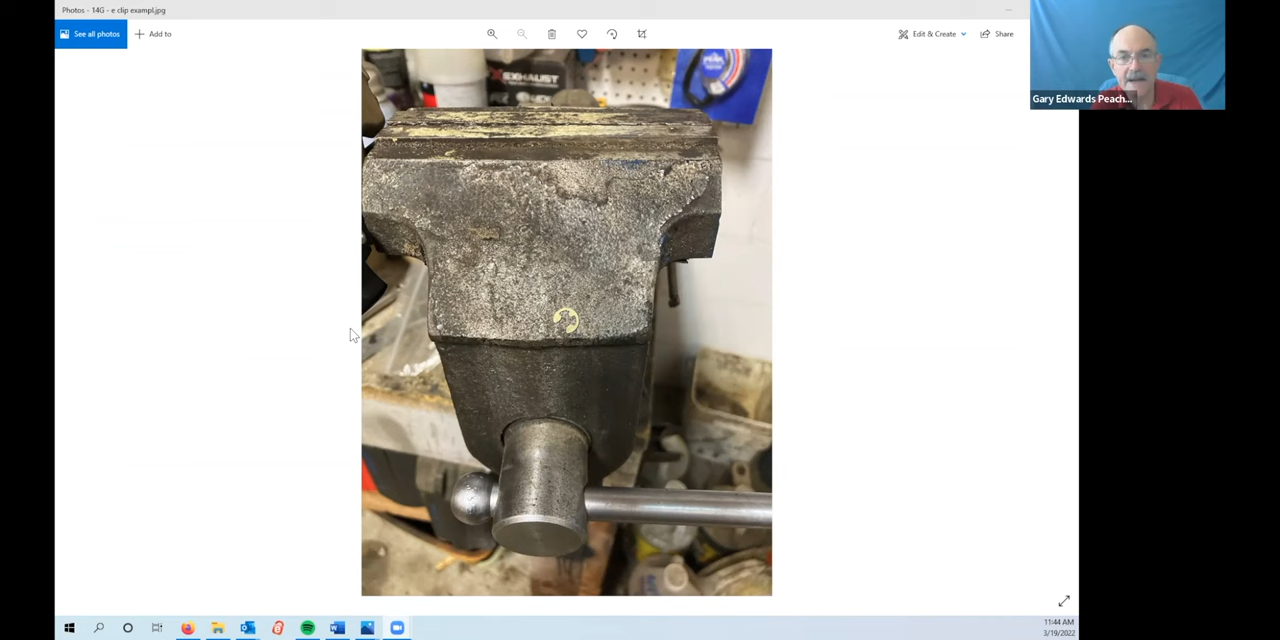 Photos - 14G - e clip exampl.jpg
See all photos
Add to
Edit & Create
Share
Gary Edwards Peach...
EXHAUST
11:44 AM
3/19/2022